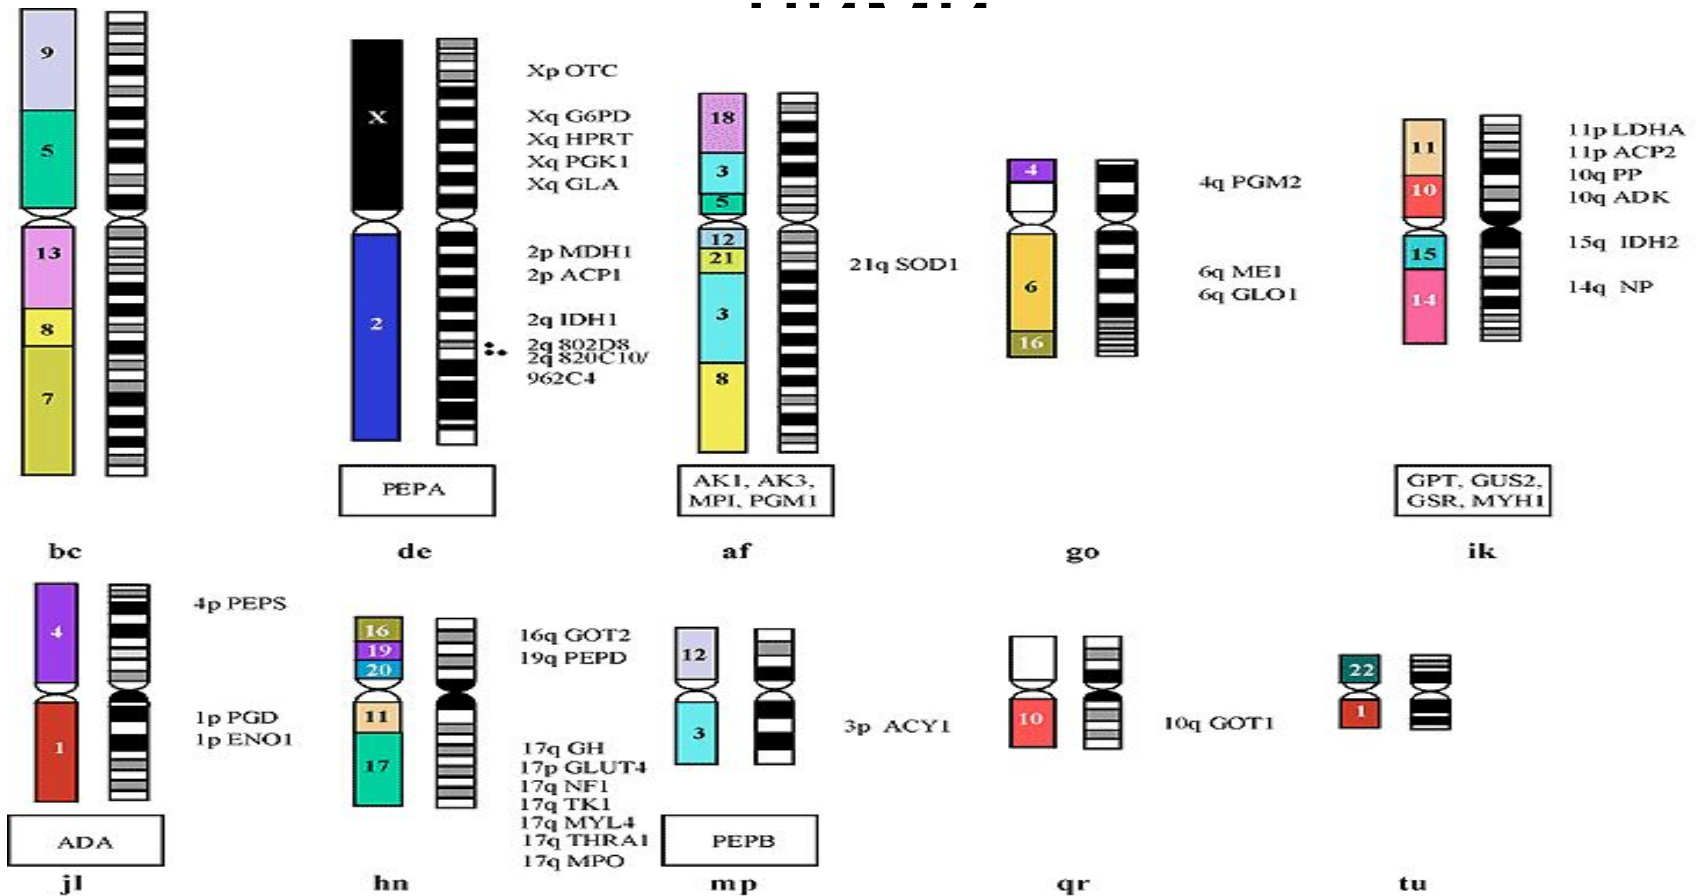 9
5
13
8
7
bc
X
2
Xp OTC
Xq G6PD
Xq HPRT
Xq PGK1
Xq GLA
2p MDH1
2p ACP1
2q IDH1
2q 802D8
2q 820C10/
962C4
PEPA
de
18
3
5
12
21
3
8
21q SOD1
AK1, AK3,
MPI, PGM1
af
4
6
16
4q PGM2
6q ME1
6q GLO1
go
11
10
15
14
11p LDHA
11p ACP2
10q PP
10q ADK
15q IDH2
14q NP
GPT, GUS2,
GSR, MYH1
ik
4
1
4p PEPS
1p PGD
1p ENO1
ADA
jl
16
19
20
11
17
16q GOT2
19q PEPD
17q GH
17p GLUT4
17q NF1
17q TK1
17q MYL4
17q THRA1
17q MPO
hn
12
3
3p ACY1
PEPB
mp
10
10q GOT1
qr
22
1
tu